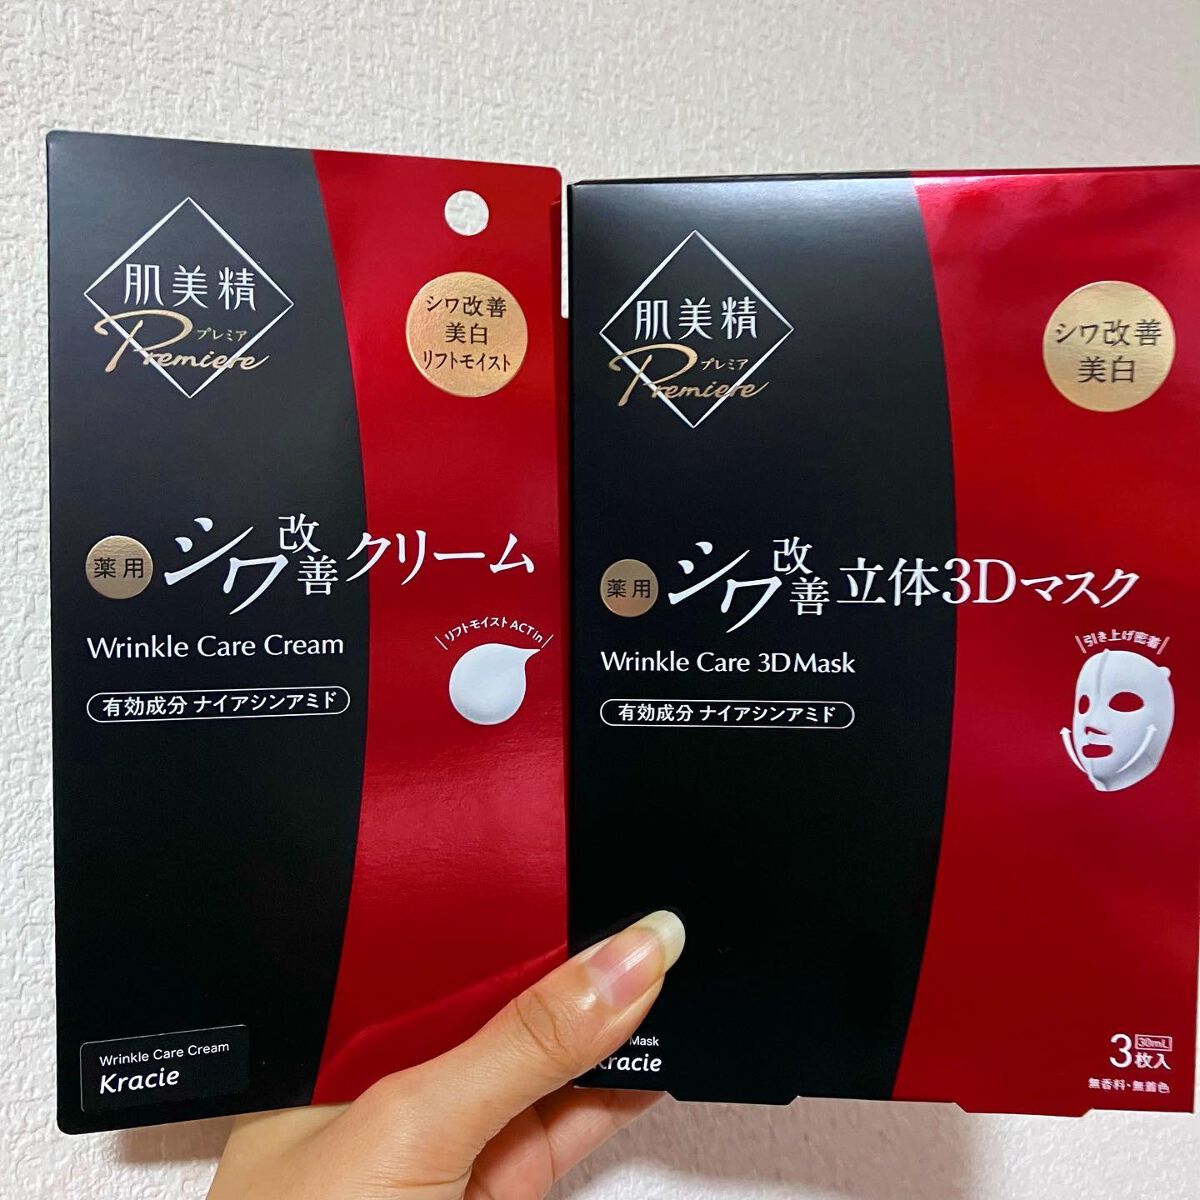 肌美精
プレミア
Premiere
シワ改善
美白
リフトモイスト
薬用
シワ改善クリーム
Wrinkle Care Cream
有効成分 ナイアシンアミド
リフトモイストACT in
Wrinkle Care Cream
Kracie
肌美精
プレミア
Premiere
シワ改善
美白
薬用
シワ改善立体3Dマスク
Wrinkle Care 3D Mask
有効成分 ナイアシンアミド
引き上げ密着
Mask
Kracie
3枚入
30mL
無香料・無着色